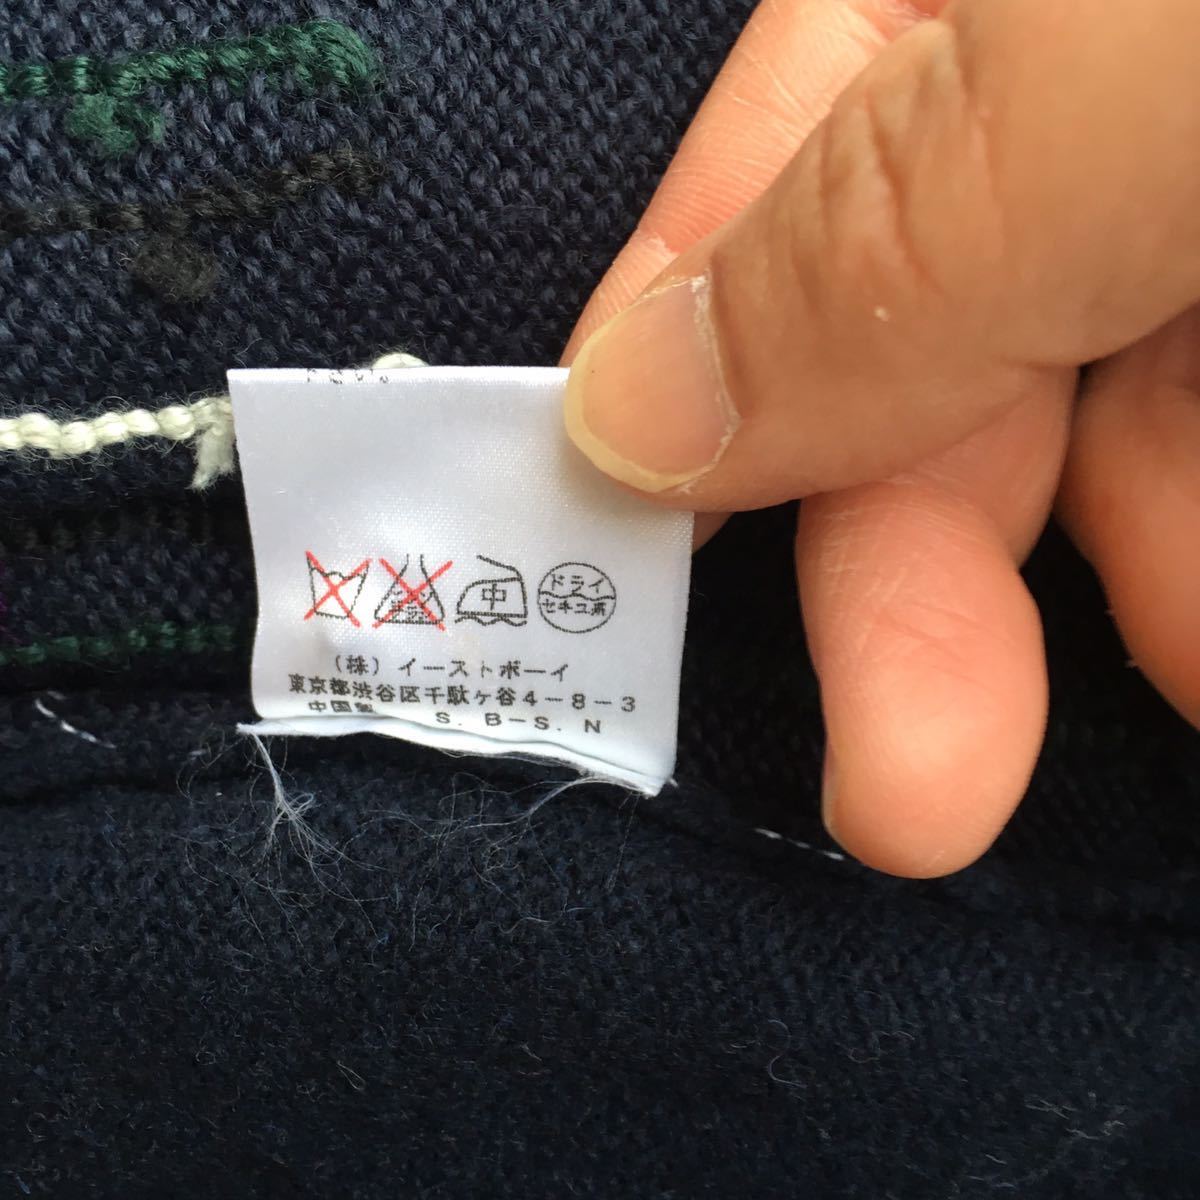 中
ドライ
セキユ系
(株)イーストボーイ
東京都渋谷区千駄ヶ谷4-8-3
中国製 S. B-S. N